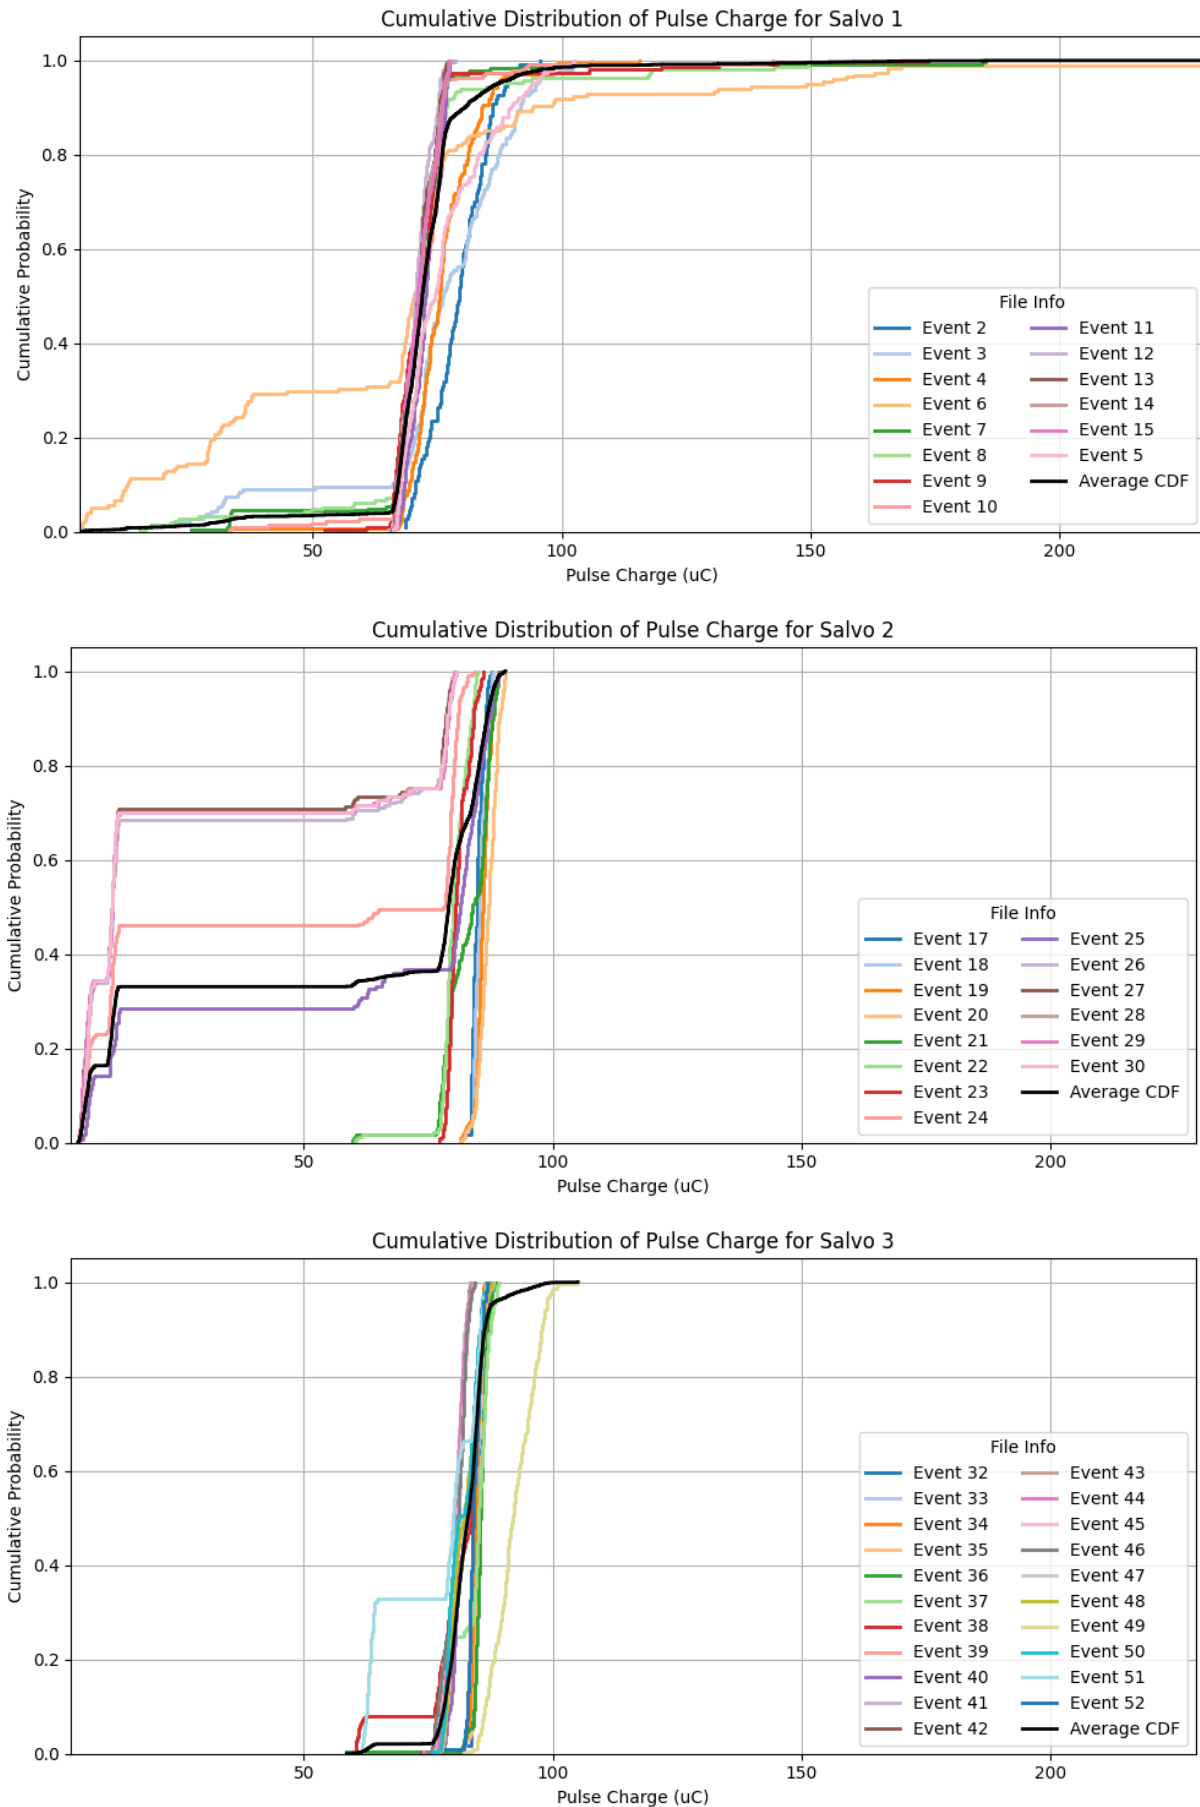 Cumulative Distribution of Pulse Charge for Salvo 1
Cumulative Probability
1.0
0.8
0.6
0.4
0.2
0.0
50
100
150
200
Pulse Charge (uC)
File Info
Event 2
Event 3
Event 4
Event 6
Event 7
Event 8
Event 9
Event 10
Event 11
Event 12
Event 13
Event 14
Event 15
Event 5
Average CDF
Cumulative Distribution of Pulse Charge for Salvo 2
Cumulative Probability
1.0
0.8
0.6
0.4
0.2
0.0
50
100
150
200
Pulse Charge (uC)
File Info
Event 17
Event 18
Event 19
Event 20
Event 21
Event 22
Event 23
Event 24
Event 25
Event 26
Event 27
Event 28
Event 29
Event 30
Average CDF
Cumulative Distribution of Pulse Charge for Salvo 3
Cumulative Probability
1.0
0.8
0.6
0.4
0.2
0.0
50
100
150
200
Pulse Charge (uC)
File Info
Event 32
Event 33
Event 34
Event 35
Event 36
Event 37
Event 38
Event 39
Event 40
Event 41
Event 42
Event 43
Event 44
Event 45
Event 46
Event 47
Event 48
Event 49
Event 50
Event 51
Event 52
Average CDF